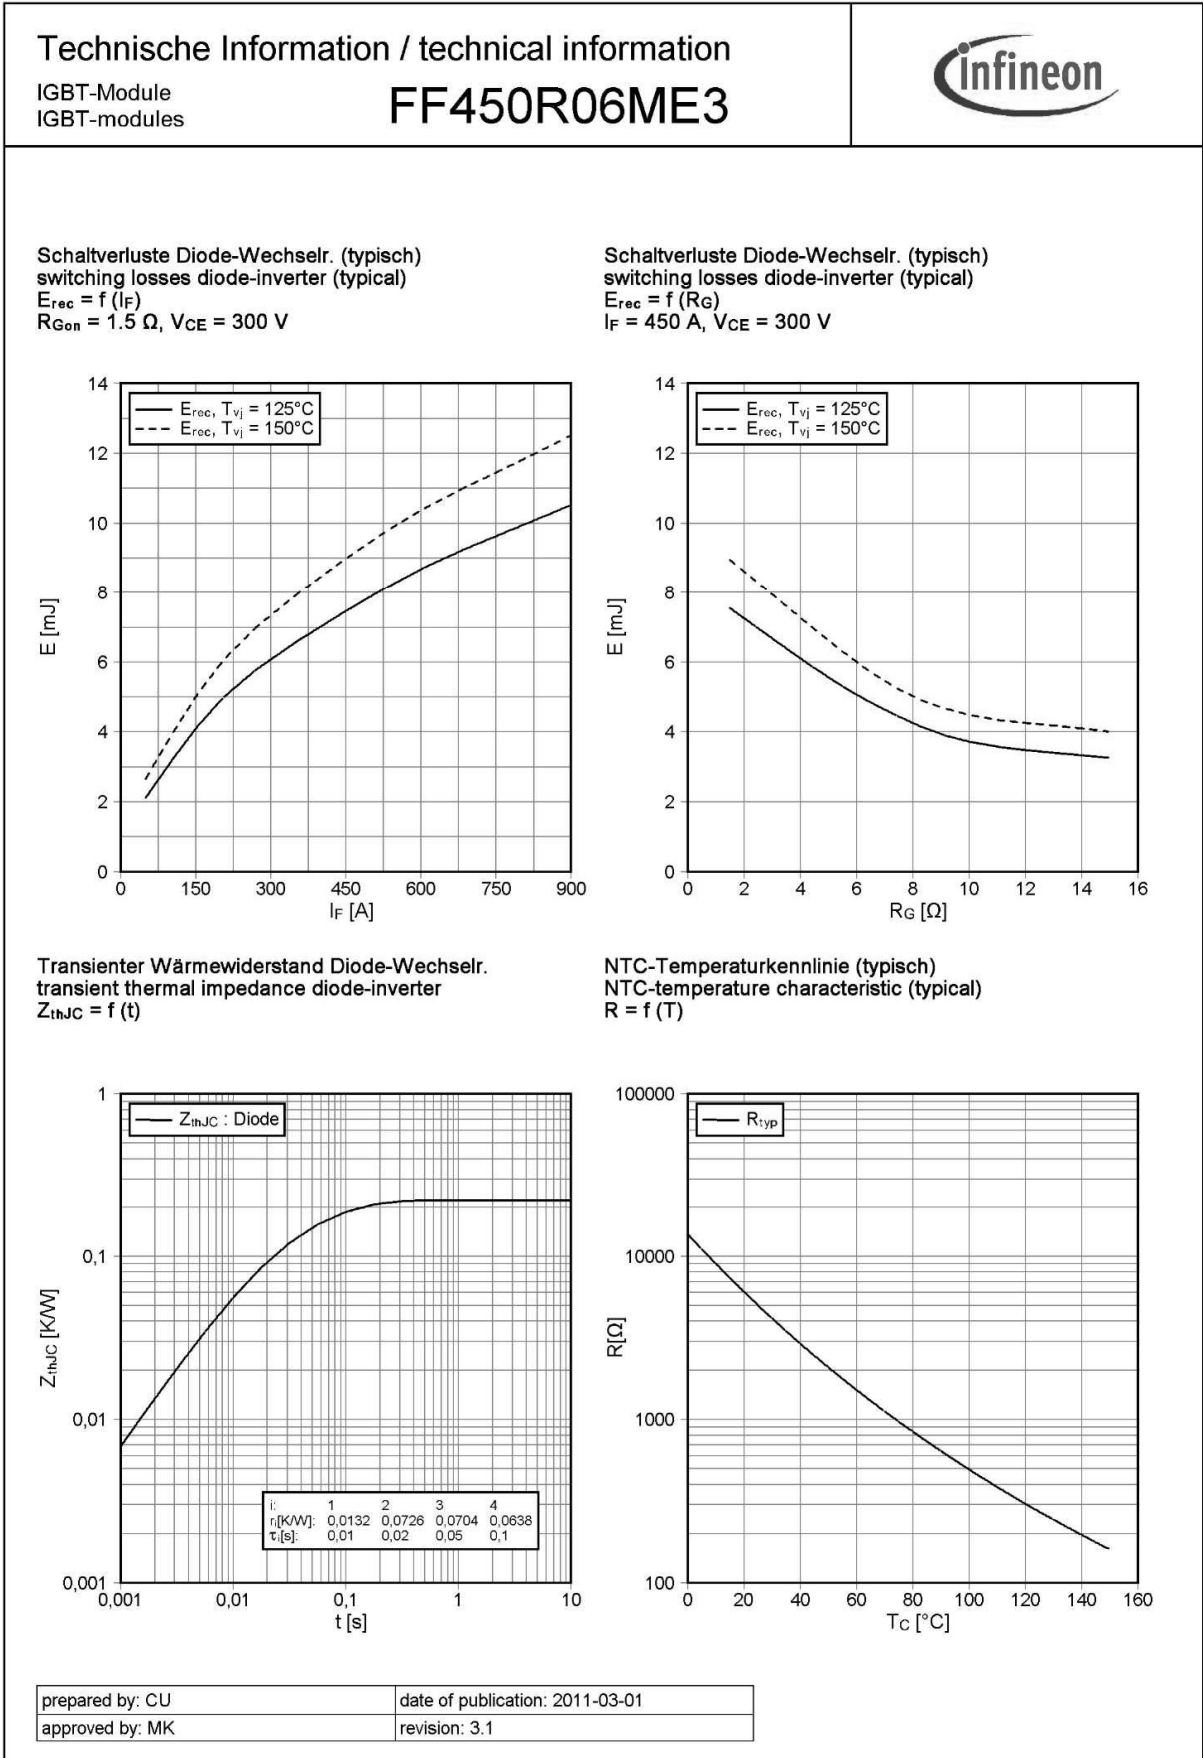 Technische Information / technical information
IGBT-Module
IGBT-modules
FF450R06ME3
infineon
Schaltverluste Diode-Wechselr. (typisch)
switching losses diode-inverter (typical)
Erec = f (IF)
RGon = 1.5 Ω, VCE = 300 V
14
12
10
8
6
4
2
0
E [mJ]
Erec, Tvj = 125°C
Erec, Tvj = 150°C
0 150 300 450 600 750 900
IF [A]
Schaltverluste Diode-Wechselr. (typisch)
switching losses diode-inverter (typical)
Erec = f (RG)
IF = 450 A, VCE = 300 V
14
12
10
8
6
4
2
0
E [mJ]
Erec, Tvj = 125°C
Erec, Tvj = 150°C
0 2 4 6 8 10 12 14 16
RG [Ω]
Transienter Wärmewiderstand Diode-Wechselr.
transient thermal impedance diode-inverter
ZthJC = f (t)
1
0,1
0,01
0,001
ZthJC [K/W]
ZthJC : Diode
i: 1 2 3 4
ri[K/W]: 0,0132 0,0726 0,0704 0,0638
τi[s]: 0,01 0,02 0,05 0,1
0,001 0,01 0,1 1 10
t [s]
NTC-Temperaturkennlinie (typisch)
NTC-temperature characteristic (typical)
R = f (T)
100000
10000
1000
100
R[Ω]
Rtyp
0 20 40 60 80 100 120 140 160
TC [°C]
prepared by: CU
date of publication: 2011-03-01
approved by: MK
revision: 3.1